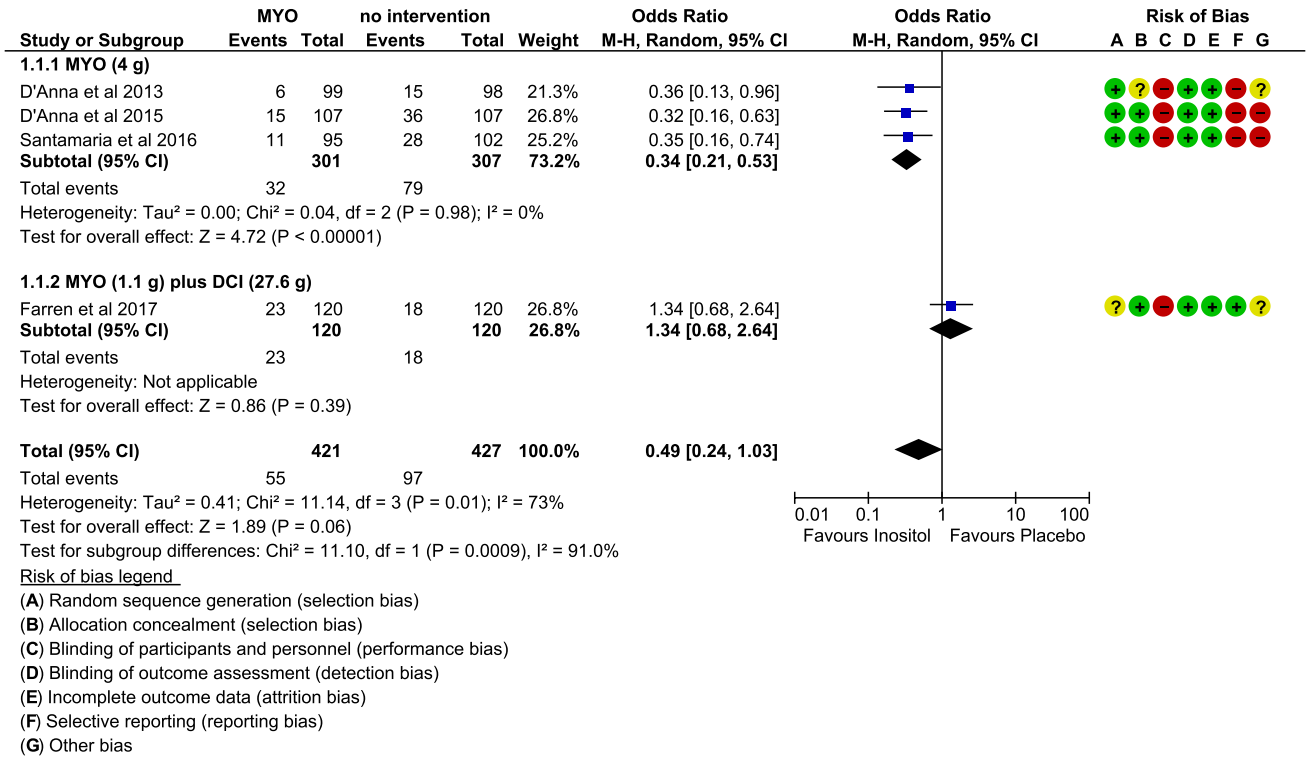 MYO no intervention Odds Ratio Odds Ratio Risk of Bias
Study or Subgroup Events Total Events Total Weight M-H, Random, 95% CI M-H, Random, 95% CI A B C D E F G
1.1.1 MYO (4 g)
D'Anna et al 2013 6 99 15 98 21.3% 0.36 [0.13, 0.96] + ? – + + – ?
D'Anna et al 2015 15 107 36 107 26.8% 0.32 [0.16, 0.63] + + – + + – –
Santamaria et al 2016 11 95 28 102 25.2% 0.35 [0.16, 0.74] + + – + + – –
Subtotal (95% CI) 301 307 73.2% 0.34 [0.21, 0.53]
Total events 32 79
Heterogeneity: Tau² = 0.00; Chi² = 0.04, df = 2 (P = 0.98); I² = 0%
Test for overall effect: Z = 4.72 (P < 0.00001)
1.1.2 MYO (1.1 g) plus DCI (27.6 g)
Farren et al 2017 23 120 18 120 26.8% 1.34 [0.68, 2.64] ? + – + + + ?
Subtotal (95% CI) 120 120 26.8% 1.34 [0.68, 2.64]
Total events 23 18
Heterogeneity: Not applicable
Test for overall effect: Z = 0.86 (P = 0.39)
Total (95% CI) 421 427 100.0% 0.49 [0.24, 1.03]
Total events 55 97
Heterogeneity: Tau² = 0.41; Chi² = 11.14, df = 3 (P = 0.01); I² = 73%
Test for overall effect: Z = 1.89 (P = 0.06)
Test for subgroup differences: Chi² = 11.10, df = 1 (P = 0.0009), I² = 91.0%
0.01 0.1 1 10 100
Favours Inositol Favours Placebo
Risk of bias legend
(A) Random sequence generation (selection bias)
(B) Allocation concealment (selection bias)
(C) Blinding of participants and personnel (performance bias)
(D) Blinding of outcome assessment (detection bias)
(E) Incomplete outcome data (attrition bias)
(F) Selective reporting (reporting bias)
(G) Other bias